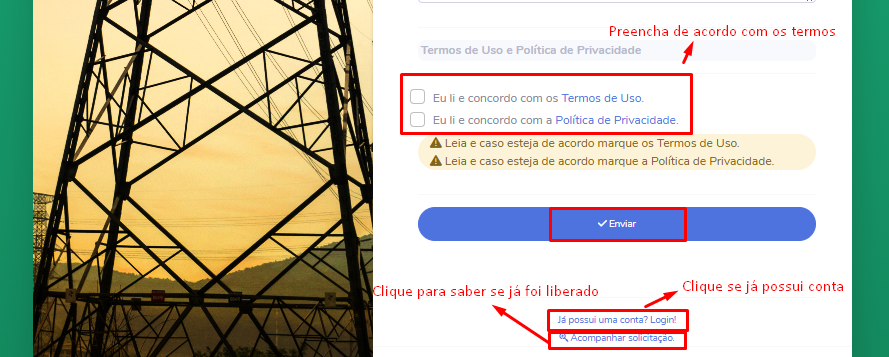 Preencha de acordo com os termos
Termos de Uso e Política de Privacidade
Eu li e concordo com os Termos de Uso.
Eu li e concordo com a Política de Privacidade.
Leia e caso esteja de acordo marque os Termos de Uso.
Leia e caso esteja de acordo marque a Política de Privacidade.
Enviar
Clique para saber se já foi liberado
Clique se já possui conta
Já possui uma conta? Login!
Acompanhar solicitação.